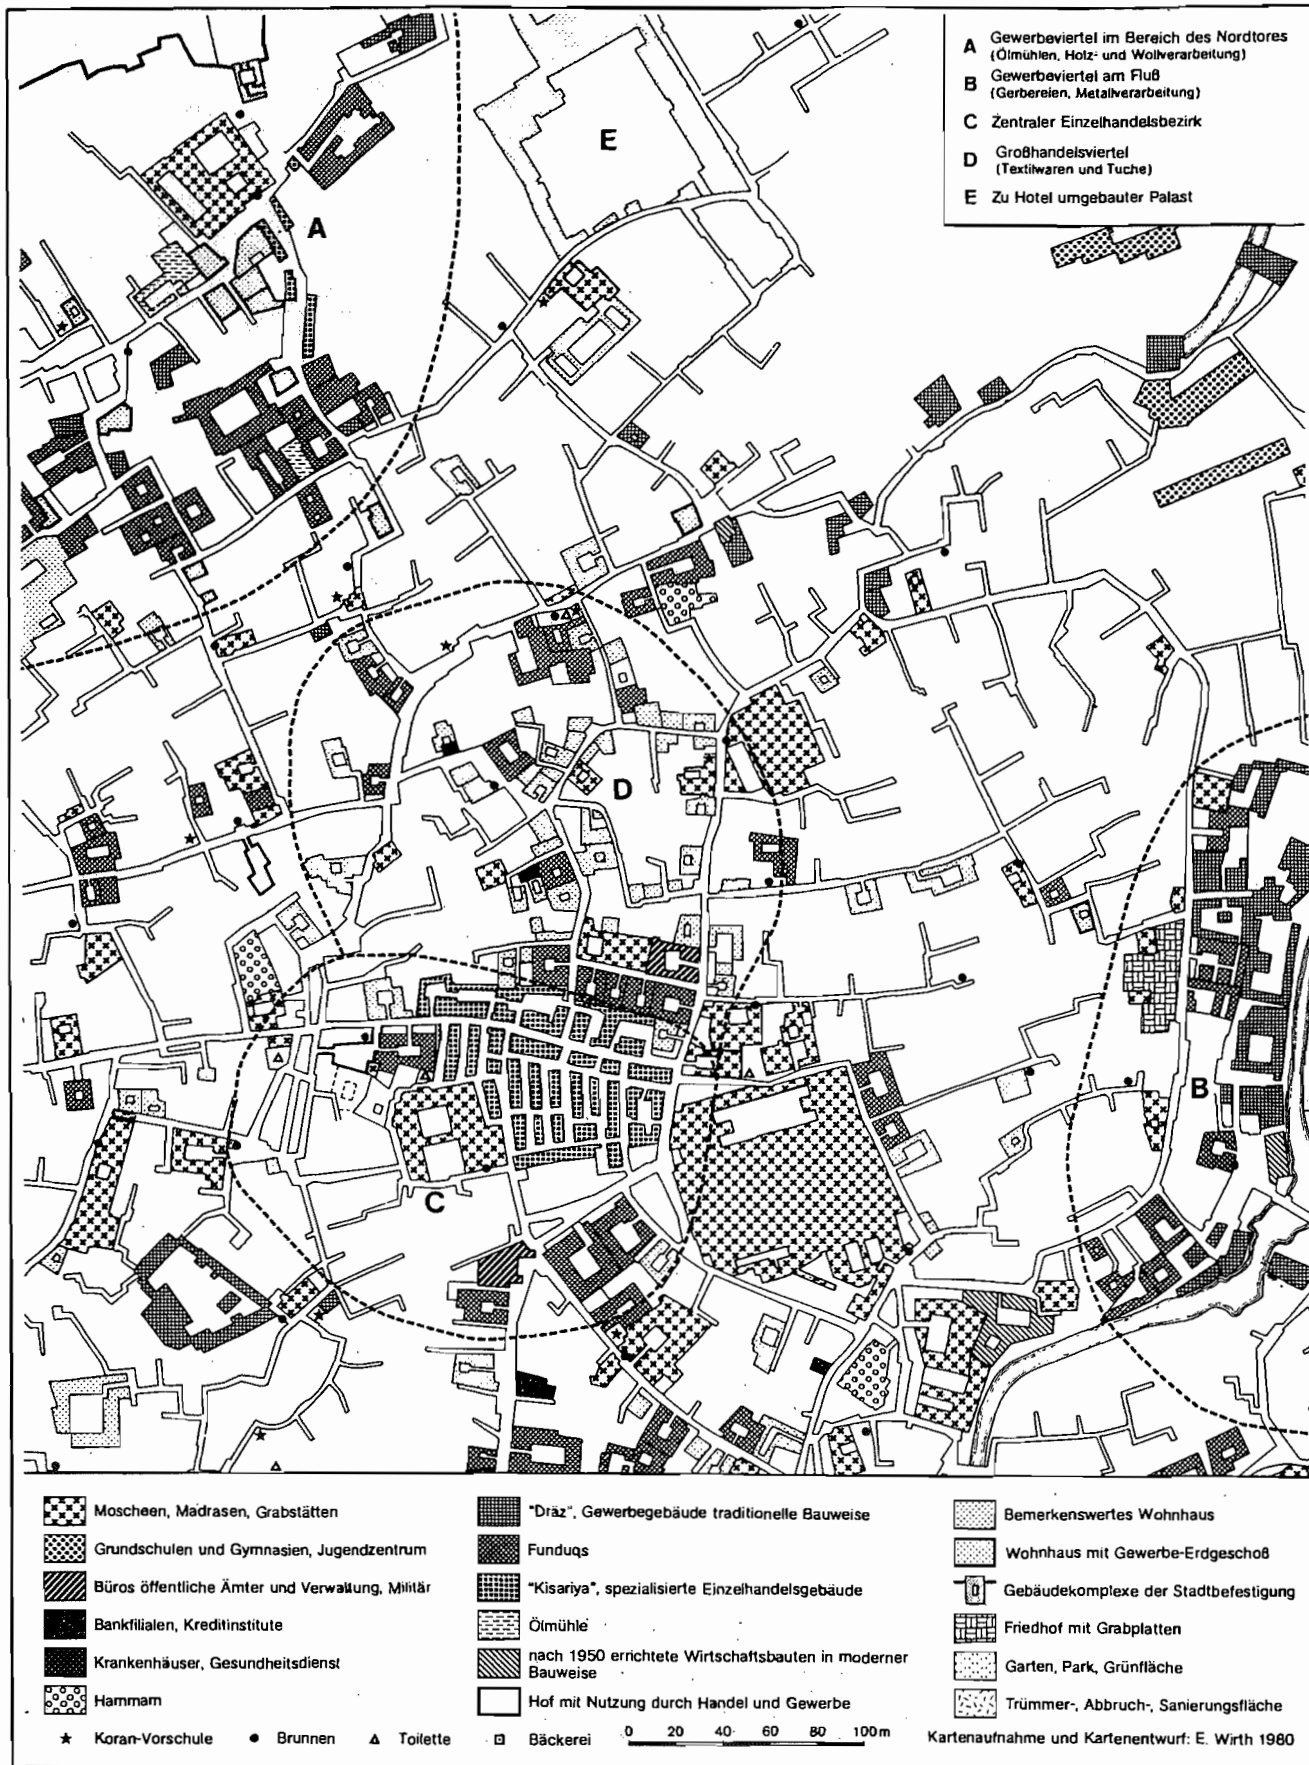 A Gewerbeviertel im Bereich des Nordtores
(Ölmühlen, Holz- und Wollverarbeitung)
B Gewerbeviertel am Fluß
(Gerbereien, Metallverarbeitung)
C Zentraler Einzelhandelsbezirk
D Großhandelsviertel
(Textilwaren und Tuche)
E Zu Hotel umgebauter Palast
E
A
D
B
C
Moscheen, Madrasen, Grabstätten
Grundschulen und Gymnasien, Jugendzentrum
Büros öffentliche Ämter und Verwaltung, Militär
Bankfilialen, Kreditinstitute
Krankenhäuser, Gesundheitsdienst
Hammam
"Dräz", Gewerbegebäude traditionelle Bauweise
Funduqs
"Kisariya", spezialisierte Einzelhandelsgebäude
Ölmühle
nach 1950 errichtete Wirtschaftsbauten in moderner
Bauweise
Hof mit Nutzung durch Handel und Gewerbe
Bemerkenswertes Wohnhaus
Wohnhaus mit Gewerbe-Erdgeschoß
Gebäudekomplexe der Stadtbefestigung
Friedhof mit Grabplatten
Garten, Park, Grünfläche
Trümmer-, Abbruch-, Sanierungsfläche
Koran-Vorschule Brunnen Toilette Bäckerei 0 20 40 60 80 100 m Kartenaufnahme und Kartenentwurf: E. Wirth 1980